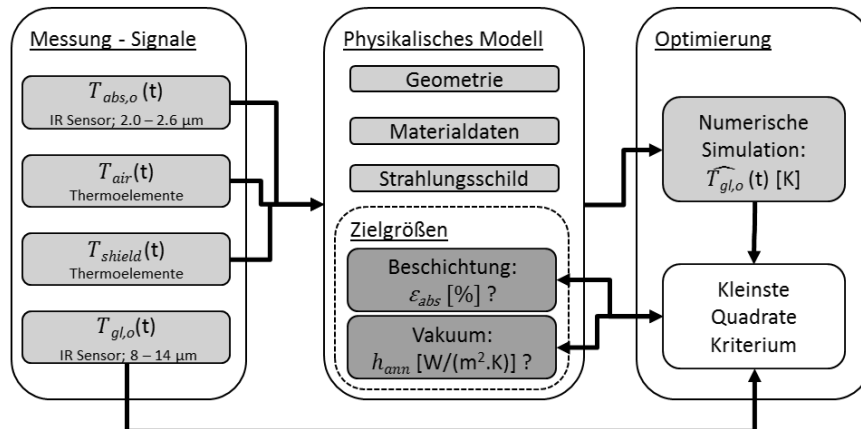 Messung - Signale
T_abs,o (t)
IR Sensor; 2.0 – 2.6 µm
T_air(t)
Thermoelemente
T_shield(t)
Thermoelemente
T_gl,o(t)
IR Sensor; 8 – 14 µm
Physikalisches Modell
Geometrie
Materialdaten
Strahlungsschild
Zielgrößen
Beschichtung:
ε_abs [%] ?
Vakuum:
h_ann [W/(m².K)] ?
Optimierung
Numerische
Simulation:
T̂_gl,o (t) [K]
Kleinste
Quadrate
Kriterium